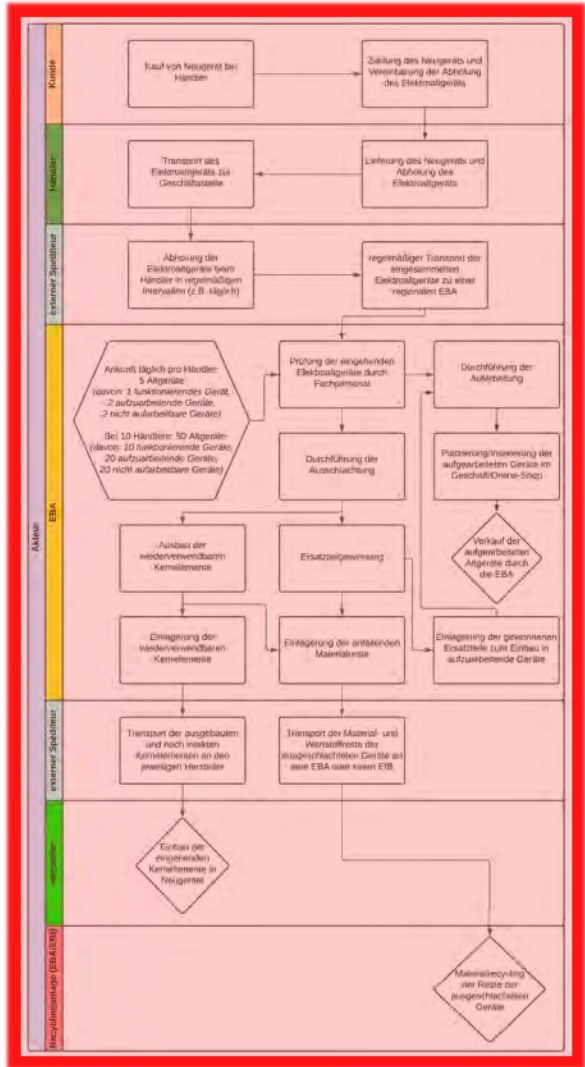 Akteur
Kunde
Kauf von Neugerät bei
Händler
Zahlung des Neugeräts und
Vereinbarung der Abholung
des Elektroaltgeräts
Händler
Transport des
Elektroaltgeräts zur
Geschäftsstelle
Lieferung des Neugeräts und
Abholung des
Elektroaltgeräts
externer Spediteur
Abholung der
Elektroaltgeräte beim
Händler in regelmäßigen
Intervallen (z.B. täglich)
regelmäßiger Transport der
eingesammelten
Elektroaltgeräte zu einer
regionalen EBA
EBA
Ankunft täglich pro Händler:
5 Altgeräte
(davon: 1 funktionierendes Gerät,
2 aufzuarbeitende Geräte,
2 nicht aufarbeitbare Geräte)
Bei 10 Händlern: 50 Altgeräte
(davon: 10 funktionierende Geräte,
20 aufzuarbeitende Geräte,
20 nicht aufarbeitbare Geräte)
Prüfung der eingehenden
Elektroaltgeräte durch
Fachpersonal
Durchführung der
Aufarbeitung
Durchführung der
Ausschlachtung
Platzierung/Inserierung der
aufgearbeiteten Geräte im
Geschäft/Online-Shop
Ausbau der
wiederverwendbaren
Kernelemente
Ersatzteilgewinnung
Verkauf der
aufgearbeiteten
Altgeräte durch
die EBA
Einlagerung der
wiederverwendbaren
Kernelemente
Einlagerung der anfallenden
Materialreste
Einlagerung der gewonnenen
Ersatzteile zum Einbau in
aufzuarbeitende Geräte
externer Spediteur
Transport der ausgebauten
und noch intakten
Kernelementen an den
jeweiligen Hersteller
Transport der Material- und
Wertstoffreste der
ausgeschlachteten Geräte an
eine EBA oder einen EfB
Hersteller
Einbau der
eingehenden
Kernelemente in
Neugeräte
Recyclinganlage (EBA/EfB)
Materialrecycling
der Reste der
ausgeschlachteten
Geräte